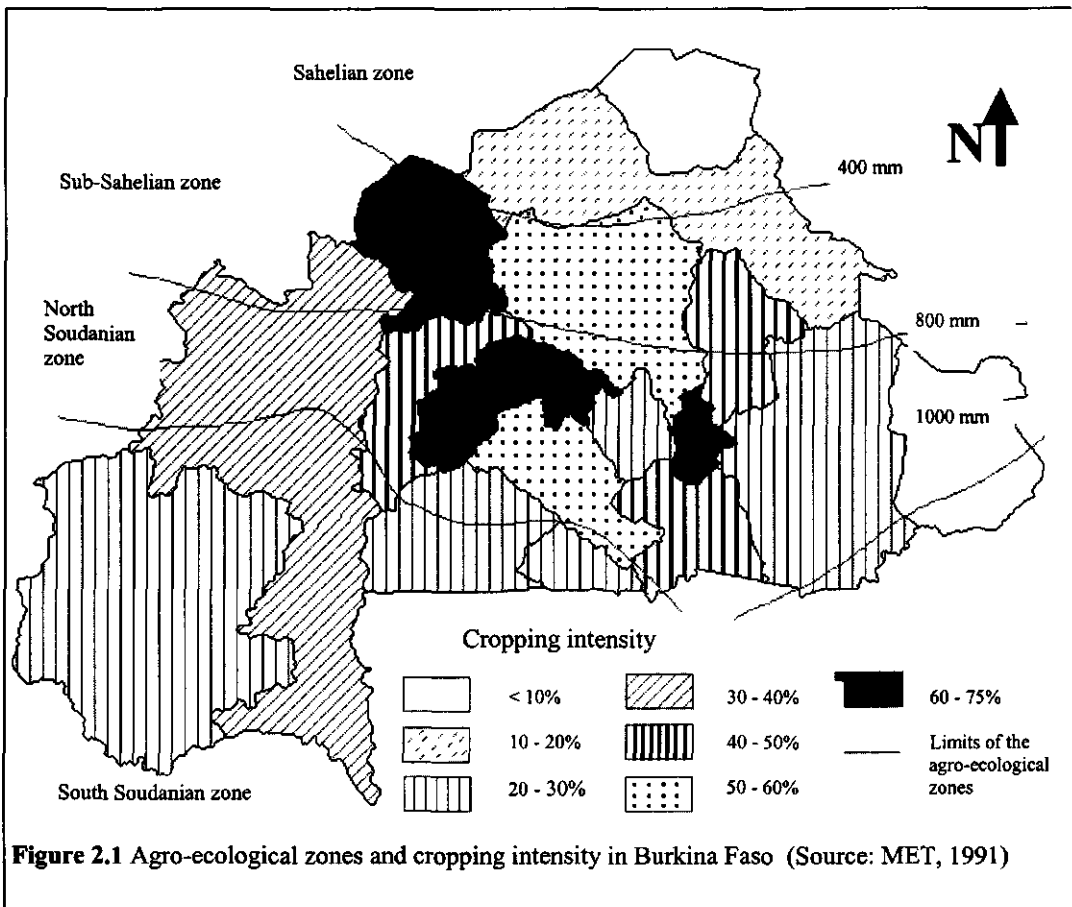 Sahelian zone
N
400 mm
Sub-Sahelian zone
North
Soudanian
zone
800 mm
1000 mm
Cropping intensity
< 10%
30 - 40%
60 - 75%
10 - 20%
40 - 50%
Limits of the
agro-ecological
zones
20 - 30%
50 - 60%
South Soudanian zone
Figure 2.1 Agro-ecological zones and cropping intensity in Burkina Faso (Source: MET, 1991)